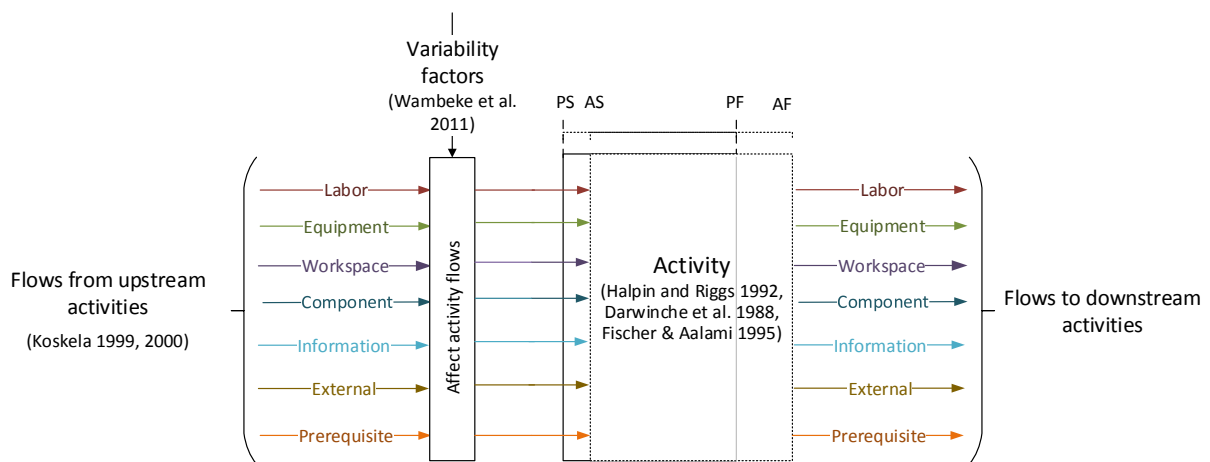 Variability
factors
(Wambeke et al.
2011)
PS AS PF AF
Flows from upstream
activities
(Koskela 1999, 2000)
Labor
Equipment
Workspace
Component
Information
External
Prerequisite
Affect activity flows
Activity
(Halpin and Riggs 1992,
Darwinche et al. 1988,
Fischer & Aalami 1995)
Labor
Equipment
Workspace
Component
Information
External
Prerequisite
Flows to downstream
activities